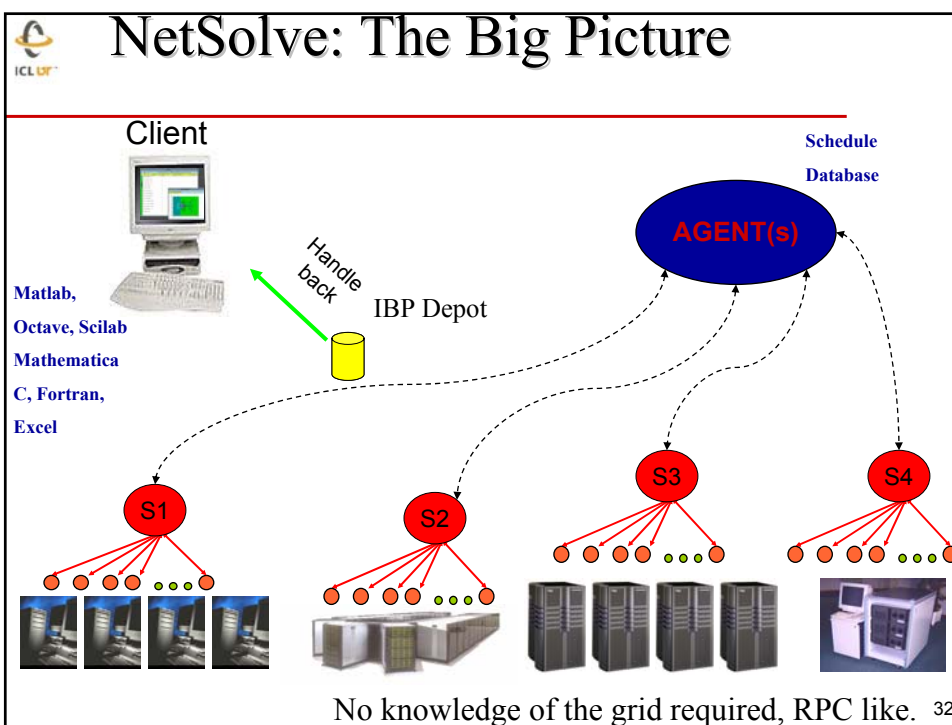 ICL UT
NetSolve: The Big Picture
Client
Schedule
Database
AGENT(s)
Handle
back
IBP Depot
Matlab,
Octave, Scilab
Mathematica
C, Fortran,
Excel
S1
S2
S3
S4
No knowledge of the grid required, RPC like.
32